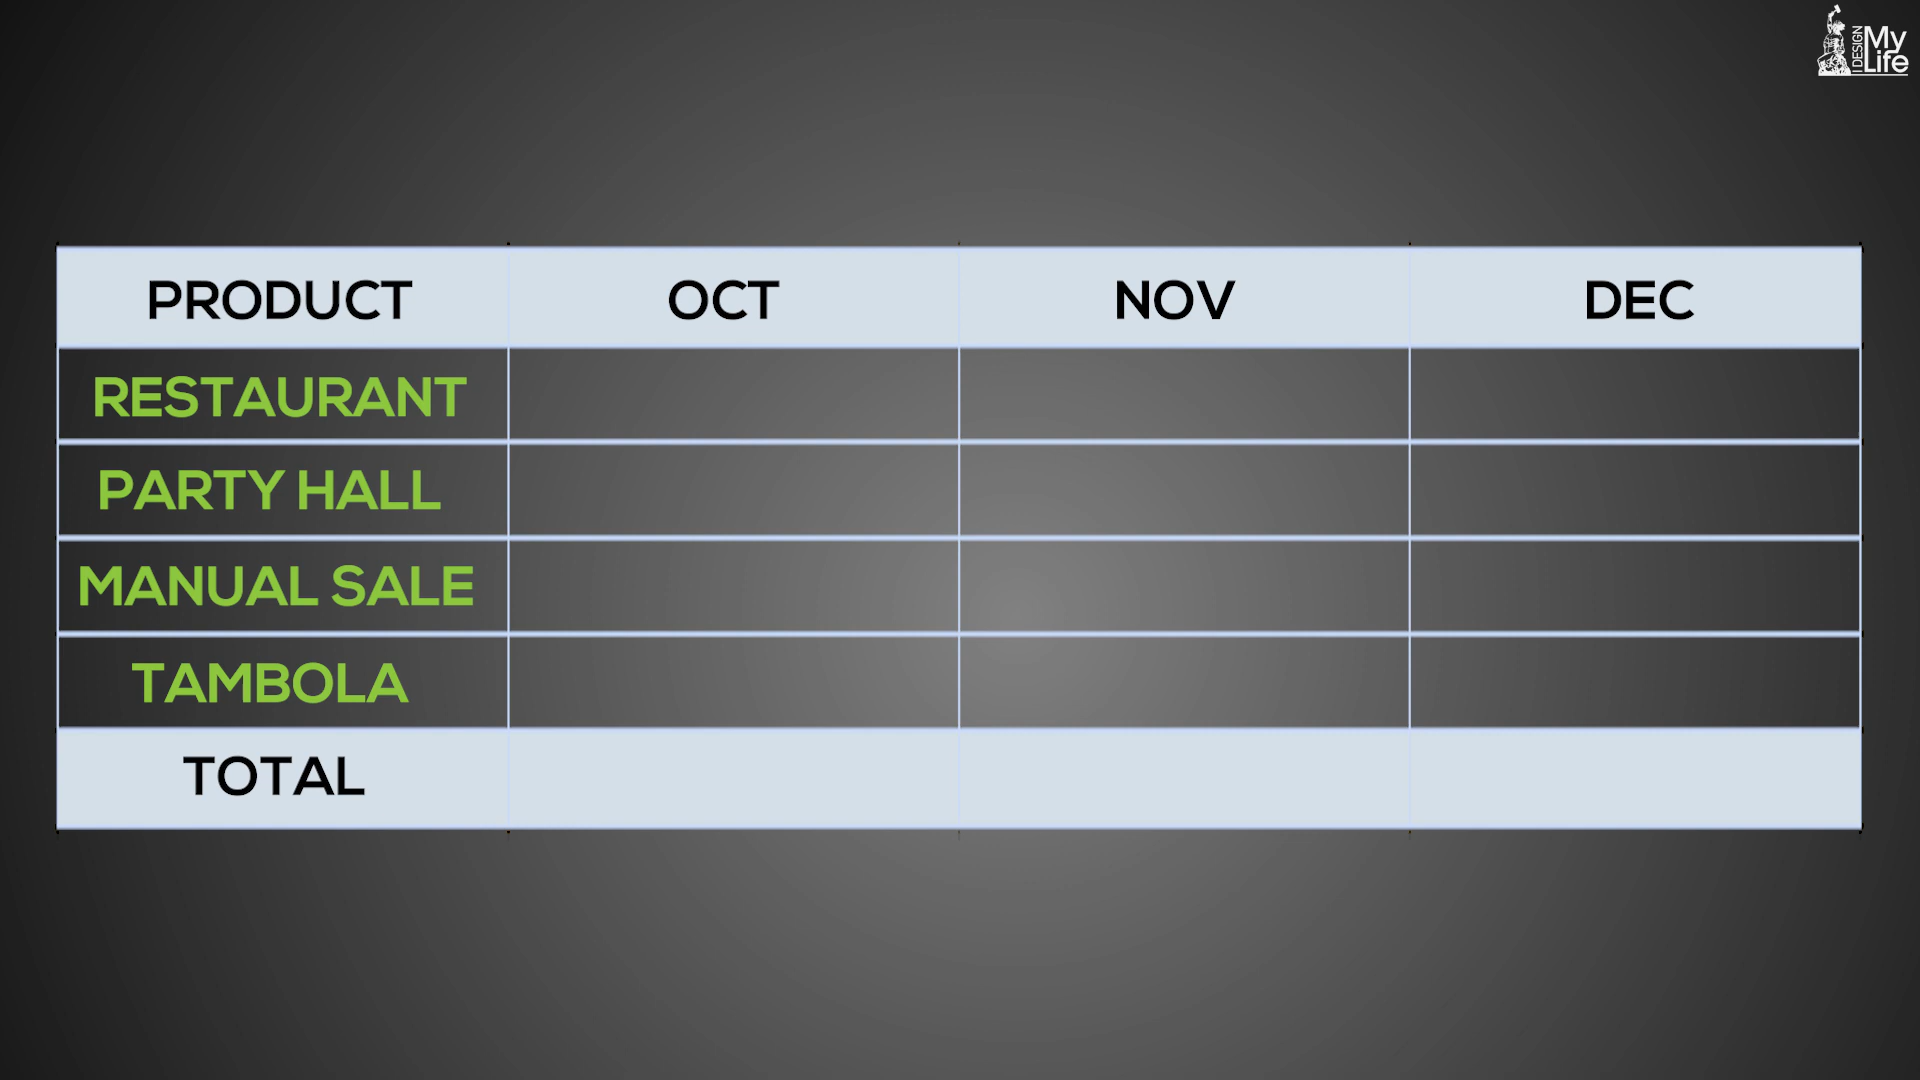 I DESIGN
My
Life
PRODUCT OCT NOV DEC
RESTAURANT
PARTY HALL
MANUAL SALE
TAMBOLA
TOTAL